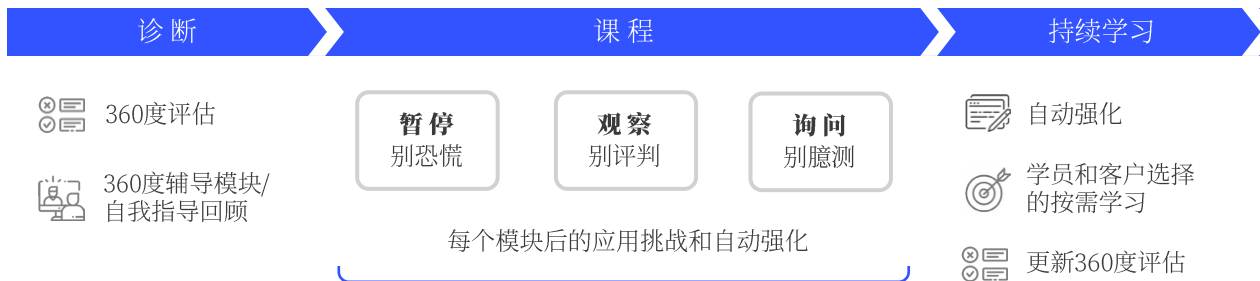 诊断
课程
持续学习
360度评估
360度辅导模块/
自我指导回顾
暂停
别恐慌
观察
别评判
询问
别臆测
每个模块后的应用挑战和自动强化
自动强化
学员和客户选择
的按需学习
更新360度评估